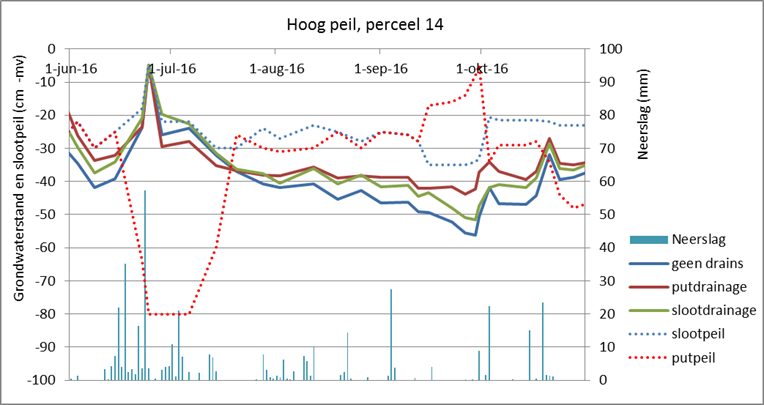 Hoog peil, perceel 14
0 -10 -20 -30 -40 -50 -60 -70 -80 -90 -100
Grondwaterstand en slootpeil (cm -mv)
1-jun-16 1-jul-16 1-aug-16 1-sep-16 1-okt-16
100 90 80 70 60 50 40 30 20 10 0
Neerslag (mm)
Neerslag
geen drains
putdrainage
slootdrainage
slootpeil
putpeil